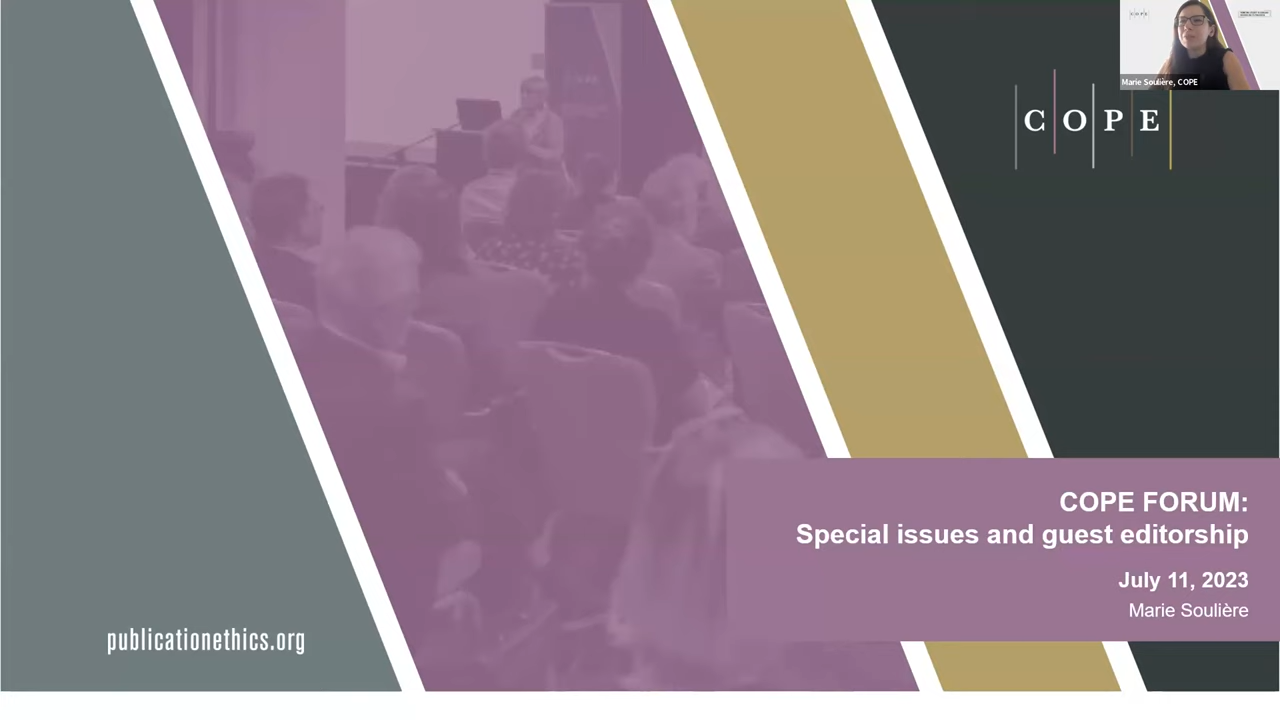 Marie Soulière, COPE
COPE
COPE FORUM:
Special issues and guest editorship
July 11, 2023
Marie Soulière
publicationethics.org